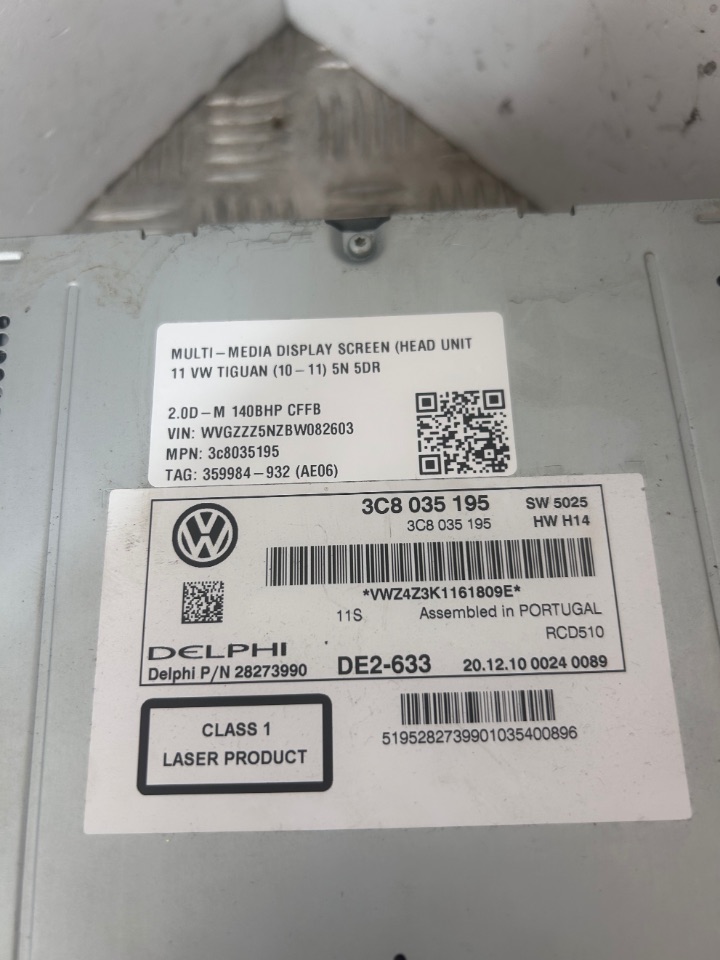 MULTI-MEDIA DISPLAY SCREEN (HEAD UNIT
11 VW TIGUAN (10-11) 5N 5DR
2.0D-M 140BHP CFFB
VIN: WVGZZZ5NZBW082603
MPN: 3c8035195
TAG: 359984-932 (AE06)
3C8 035 195 SW 5025
3C8 035 195 HW H14
*VWZ4Z3K1161809E*
11S Assembled in PORTUGAL
RCD510
DELPHI
Delphi P/N 28273990 DE2-633 20.12.10 0024 0089
CLASS 1
LASER PRODUCT
5195282739901035400896